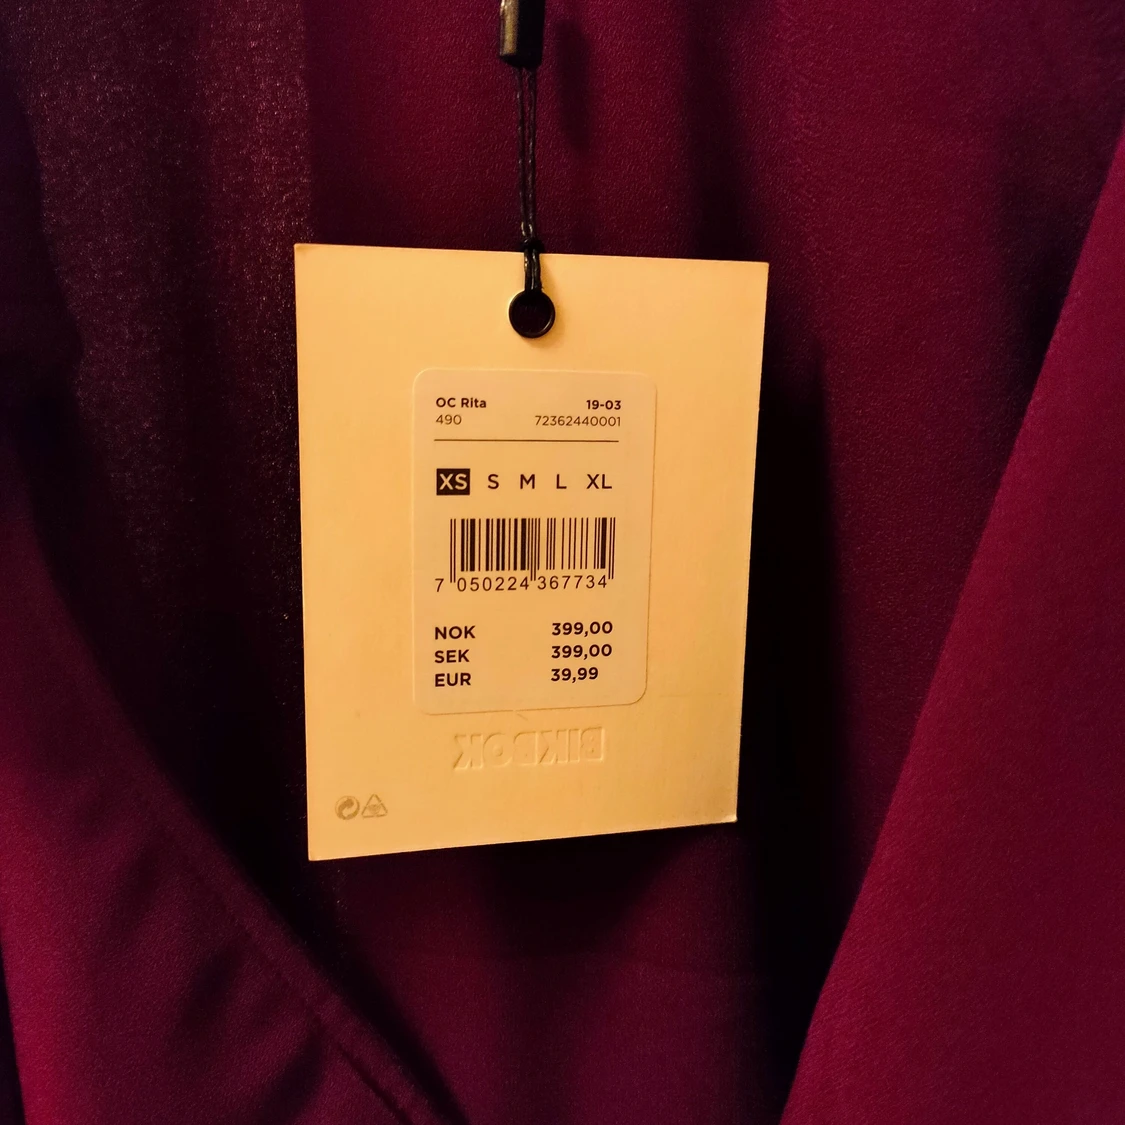 OC Rita 19-03
490 72362440001
XS S M L XL
7 050224 367734
NOK 399,00
SEK 399,00
EUR 39,99
BIKBOK